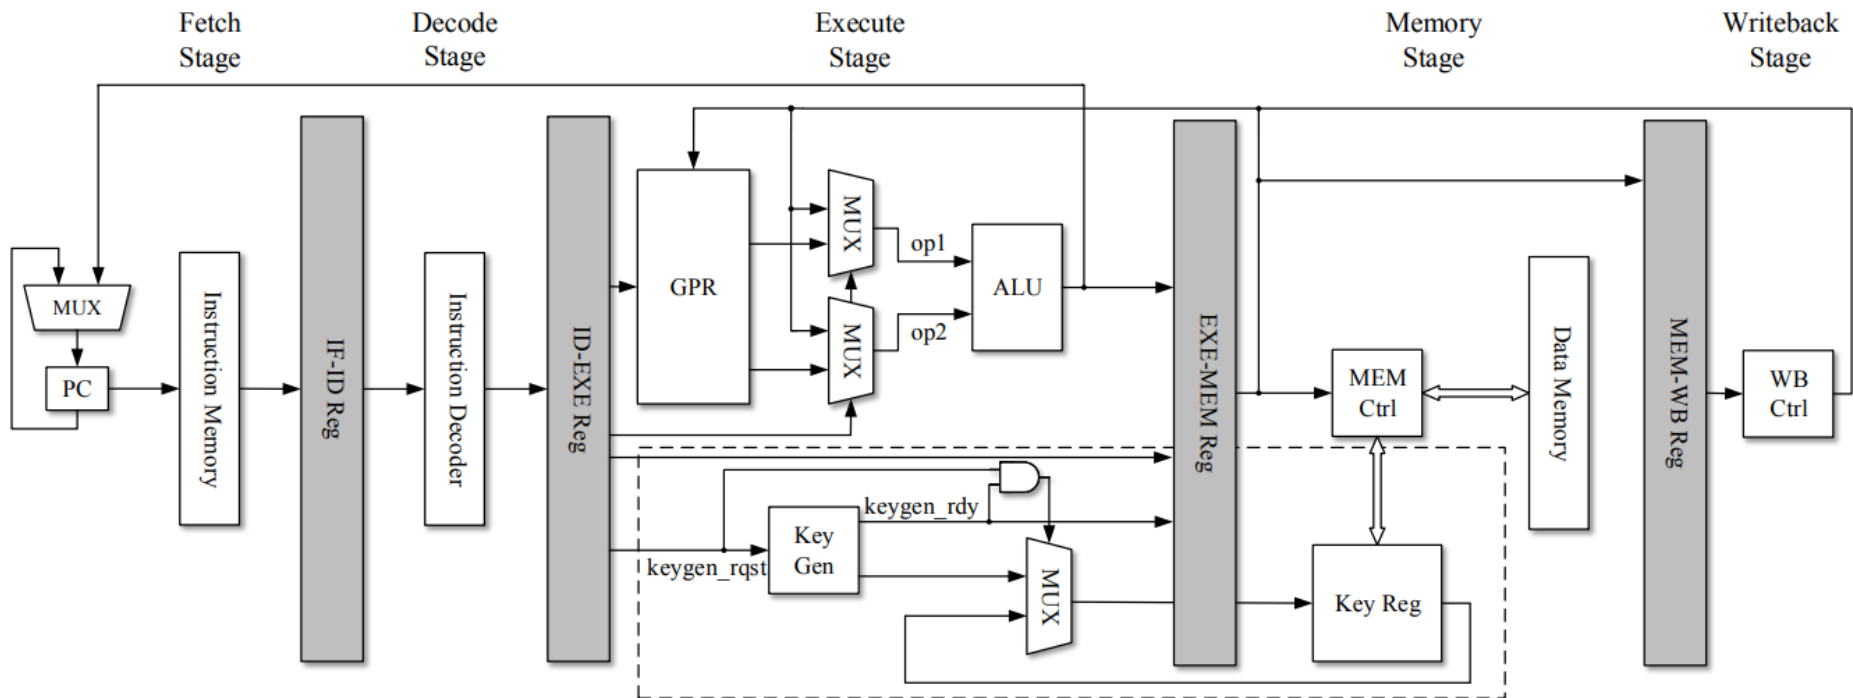 Fetch
Stage
Decode
Stage
Execute
Stage
Memory
Stage
Writeback
Stage
MUX
PC
Instruction Memory
IF-ID Reg
Instruction Decoder
ID-EXE Reg
GPR
MUX
MUX
op1
op2
ALU
keygen_rqst
Key
Gen
keygen_rdy
MUX
EXE-MEM Reg
MEM
Ctrl
Key Reg
Data Memory
MEM-WB Reg
WB
Ctrl